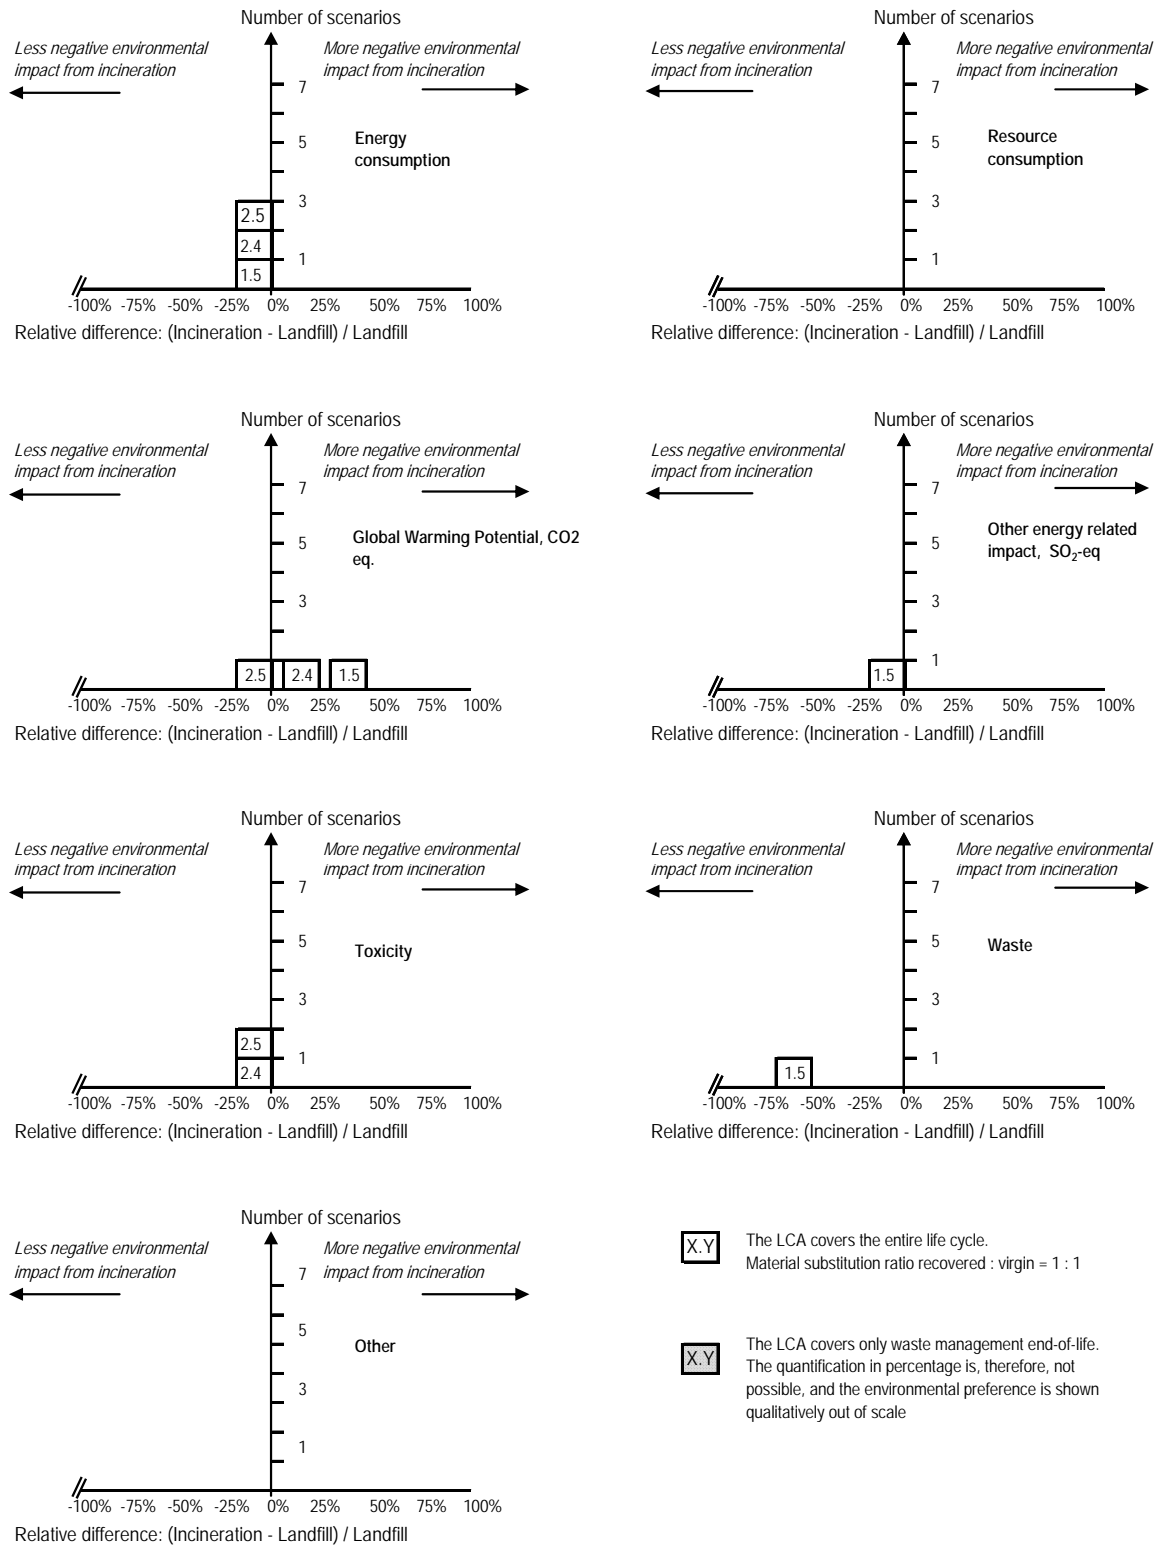 Number of scenarios
Less negative environmental
impact from incineration
More negative environmental
impact from incineration
7
5
3
1
Energy
consumption
2.5
2.4
1.5
-100% -75% -50% -25% 0% 25% 50% 75% 100%
Relative difference: (Incineration - Landfill) / Landfill
Number of scenarios
Less negative environmental
impact from incineration
More negative environmental
impact from incineration
7
5
3
1
Resource
consumption
-100% -75% -50% -25% 0% 25% 50% 75% 100%
Relative difference: (Incineration - Landfill) / Landfill
Number of scenarios
Less negative environmental
impact from incineration
More negative environmental
impact from incineration
7
5
3
Global Warming Potential, CO2
eq.
2.5 2.4 1.5
-100% -75% -50% -25% 0% 25% 50% 75% 100%
Relative difference: (Incineration - Landfill) / Landfill
Number of scenarios
Less negative environmental
impact from incineration
More negative environmental
impact from incineration
7
5
3
1
Other energy related
impact, SO₂-eq
1.5
-100% -75% -50% -25% 0% 25% 50% 75% 100%
Relative difference: (Incineration - Landfill) / Landfill
Number of scenarios
Less negative environmental
impact from incineration
More negative environmental
impact from incineration
7
5
3
1
Toxicity
2.5
2.4
-100% -75% -50% -25% 0% 25% 50% 75% 100%
Relative difference: (Incineration - Landfill) / Landfill
Number of scenarios
Less negative environmental
impact from incineration
More negative environmental
impact from incineration
7
5
3
1
Waste
1.5
-100% -75% -50% -25% 0% 25% 50% 75% 100%
Relative difference: (Incineration - Landfill) / Landfill
Number of scenarios
Less negative environmental
impact from incineration
More negative environmental
impact from incineration
7
5
3
1
Other
-100% -75% -50% -25% 0% 25% 50% 75% 100%
Relative difference: (Incineration - Landfill) / Landfill
X.Y
The LCA covers the entire life cycle.
Material substitution ratio recovered : virgin = 1 : 1
X.Y
The LCA covers only waste management end-of-life.
The quantification in percentage is, therefore, not
possible, and the environmental preference is shown
qualitatively out of scale